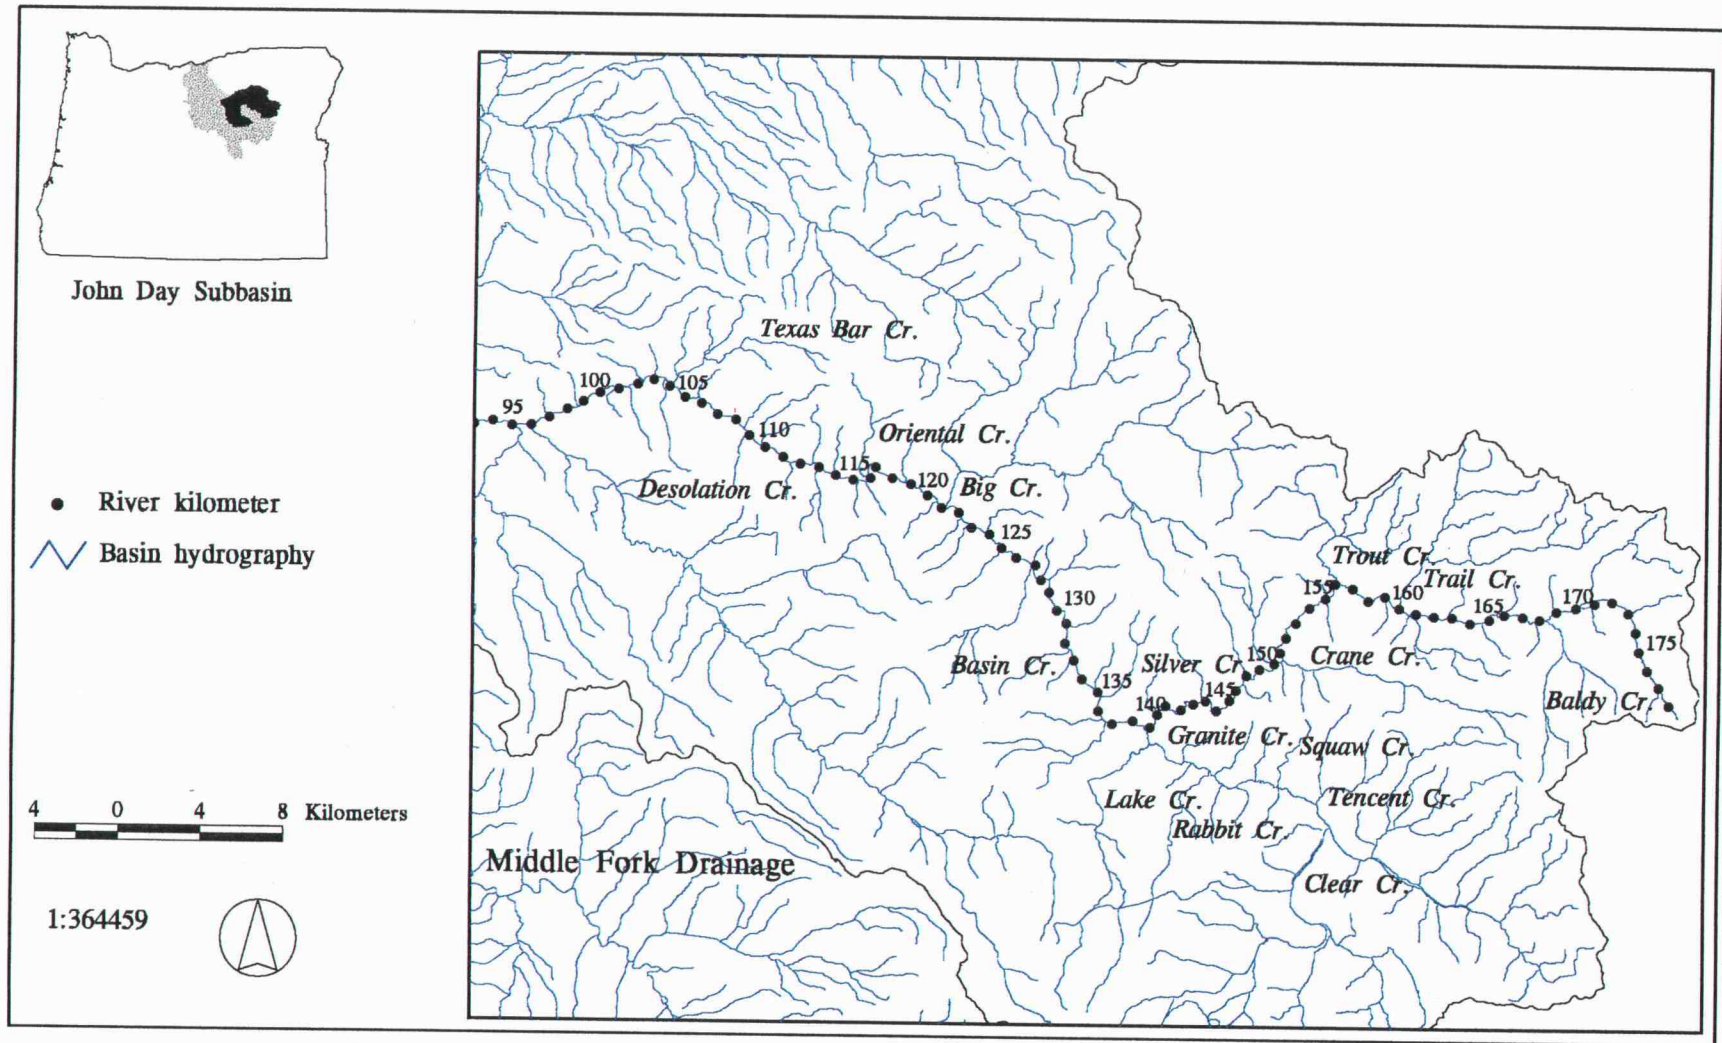 John Day Subbasin
River kilometer
Basin hydrography
4 0 4 8 Kilometers
1:364459
Texas Bar Cr.
95
100
105
110
Oriental Cr.
Desolation Cr.
115
120
Big Cr.
125
130
Basin Cr.
135
Silver Cr.
140
145
150
155
Trout Cr.
160
Trail Cr.
165
170
175
Crane Cr.
Baldy Cr.
Granite Cr.
Squaw Cr.
Lake Cr.
Tencent Cr.
Rabbit Cr.
Clear Cr.
Middle Fork Drainage